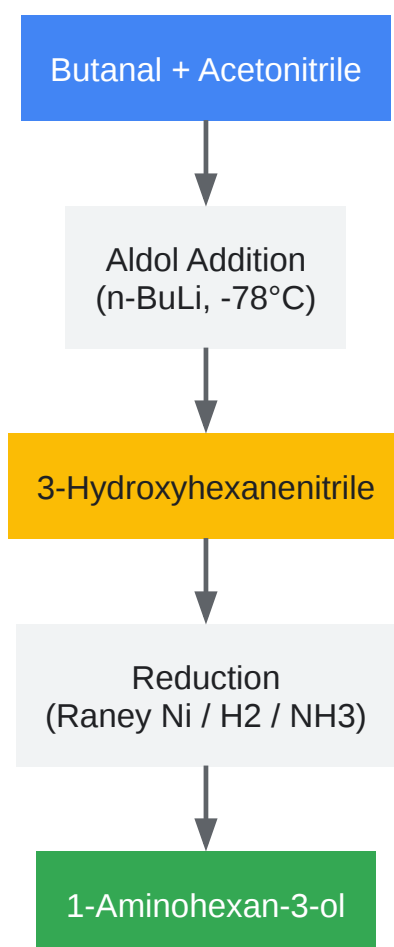 Butanal + Acetonitrile
Aldol Addition
(n-BuLi, -78°C)
3-Hydroxyhexanenitrile
Reduction
(Raney Ni / H2 / NH3)
1-Aminohexan-3-ol